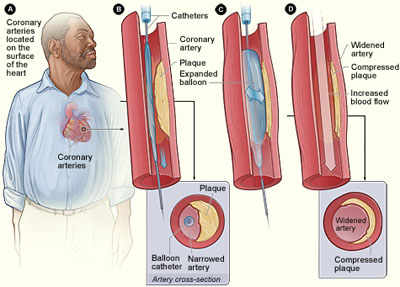 A
Coronary
arteries
located
on the
surface
of the
heart
Coronary
arteries
B
Catheters
Coronary
artery
Plaque
Expanded
balloon
C
D
Widened
artery
Compressed
plaque
Increased
blood flow
Plaque
Balloon
catheter
Narrowed
artery
Artery cross-section
Widened
artery
Compressed
plaque